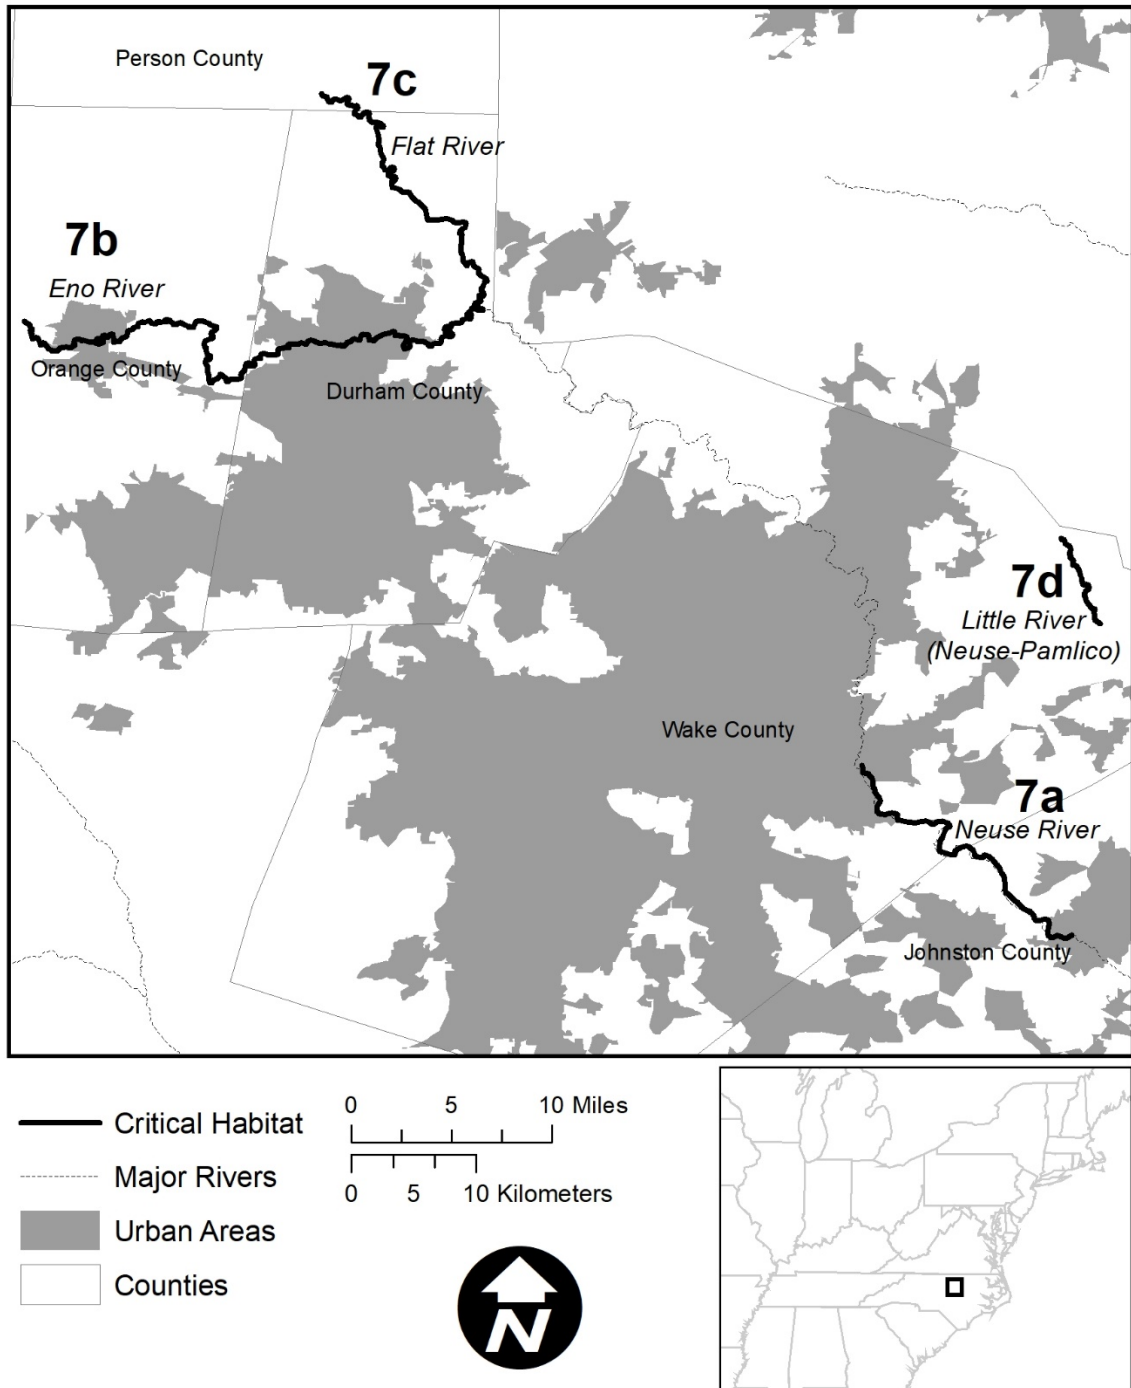 Person County
7c
Flat River
7b
Eno River
Orange County
Durham County
7d
Little River
(Neuse-Pamlico)
Wake County
7a
Neuse River
Johnston County
Critical Habitat
Major Rivers
Urban Areas
Counties
0 5 10 Miles
0 5 10 Kilometers
N